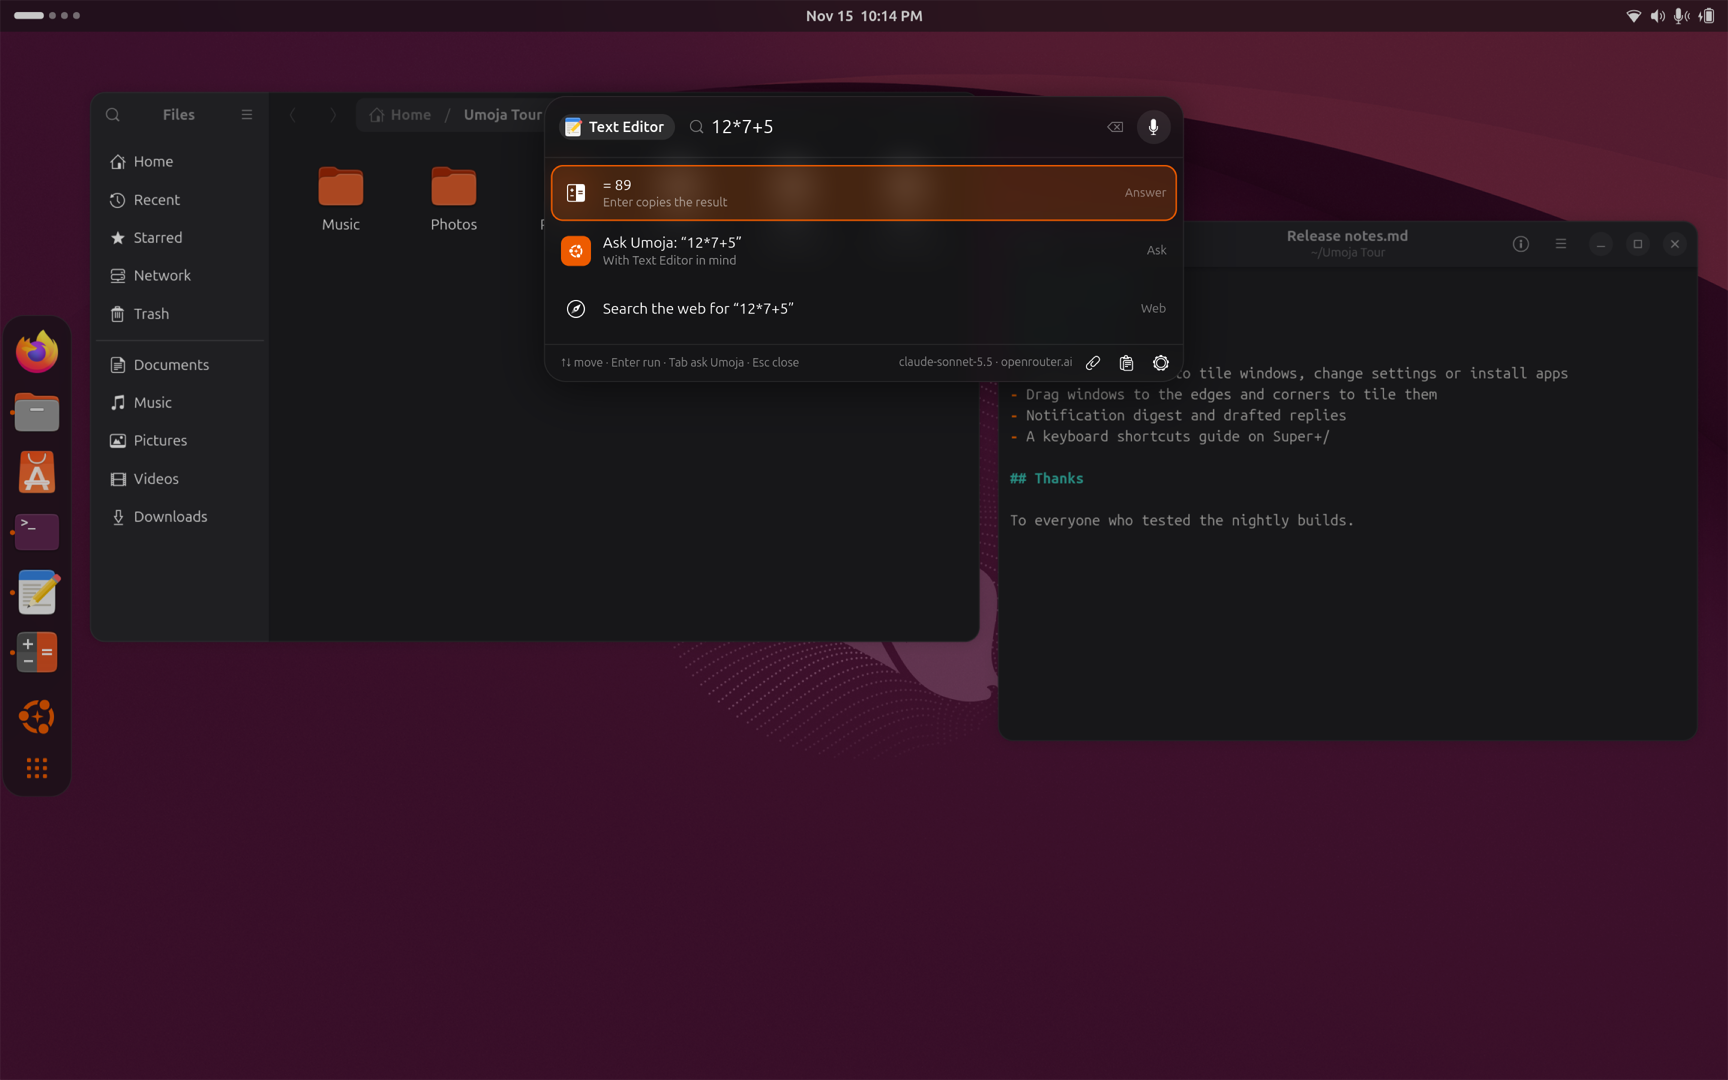 Nov 15 10:14 PM
Files
Home / Umoja Tour
Home
Recent
Starred
Network
Trash
Documents
Music
Pictures
Videos
Downloads
Music
Photos
Text Editor
12*7+5
= 89
Enter copies the result
Answer
Ask Umoja: “12*7+5”
With Text Editor in mind
Ask
Search the web for “12*7+5”
Web
↑↓ move · Enter run · Tab ask Umoja · Esc close
claude-sonnet-5.5 · openrouter.ai
Release notes.md
~/Umoja Tour
to tile windows, change settings or install apps
- Drag windows to the edges and corners to tile them
- Notification digest and drafted replies
- A keyboard shortcuts guide on Super+/
## Thanks
To everyone who tested the nightly builds.